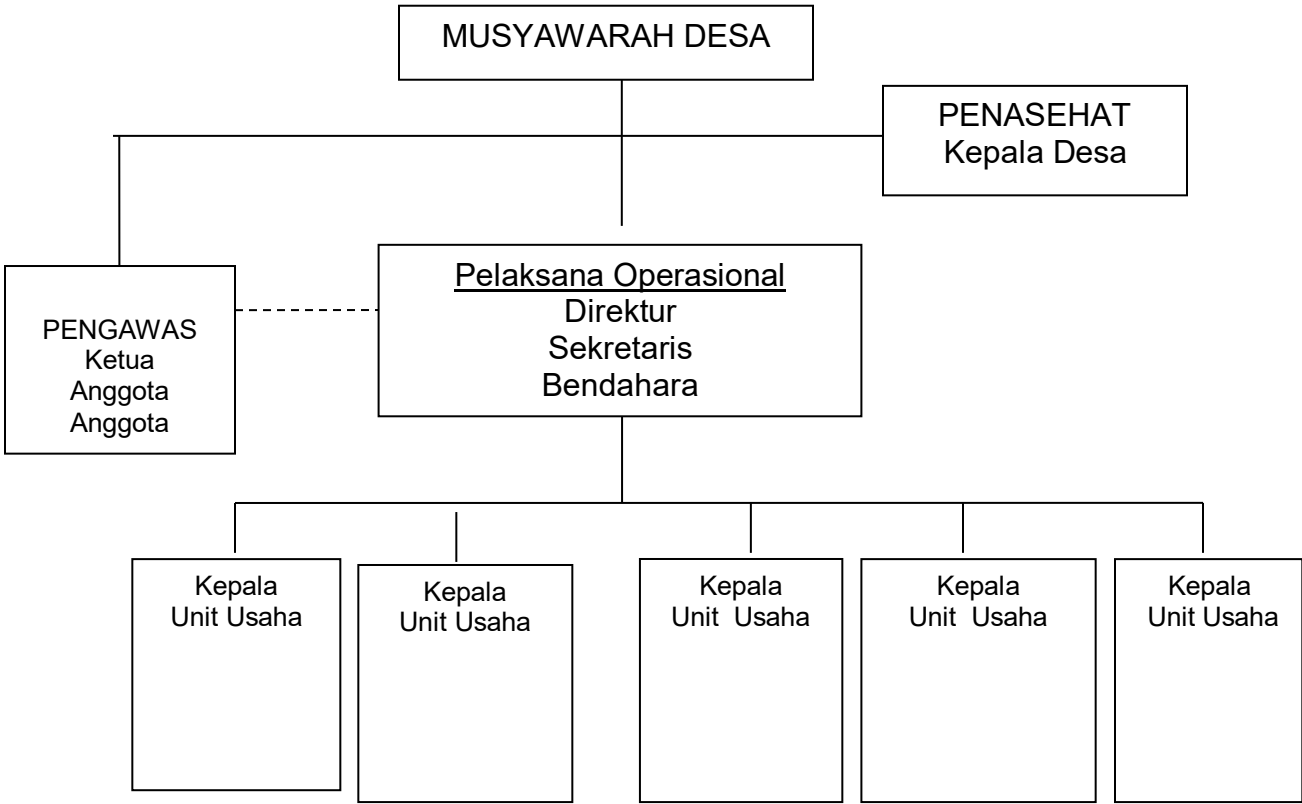 MUSYAWARAH DESA
PENASEHAT
Kepala Desa
PENGAWAS
Ketua
Anggota
Anggota
Pelaksana Operasional
Direktur
Sekretaris
Bendahara
Kepala
Unit Usaha
Kepala
Unit Usaha
Kepala
Unit Usaha
Kepala
Unit Usaha
Kepala
Unit Usaha